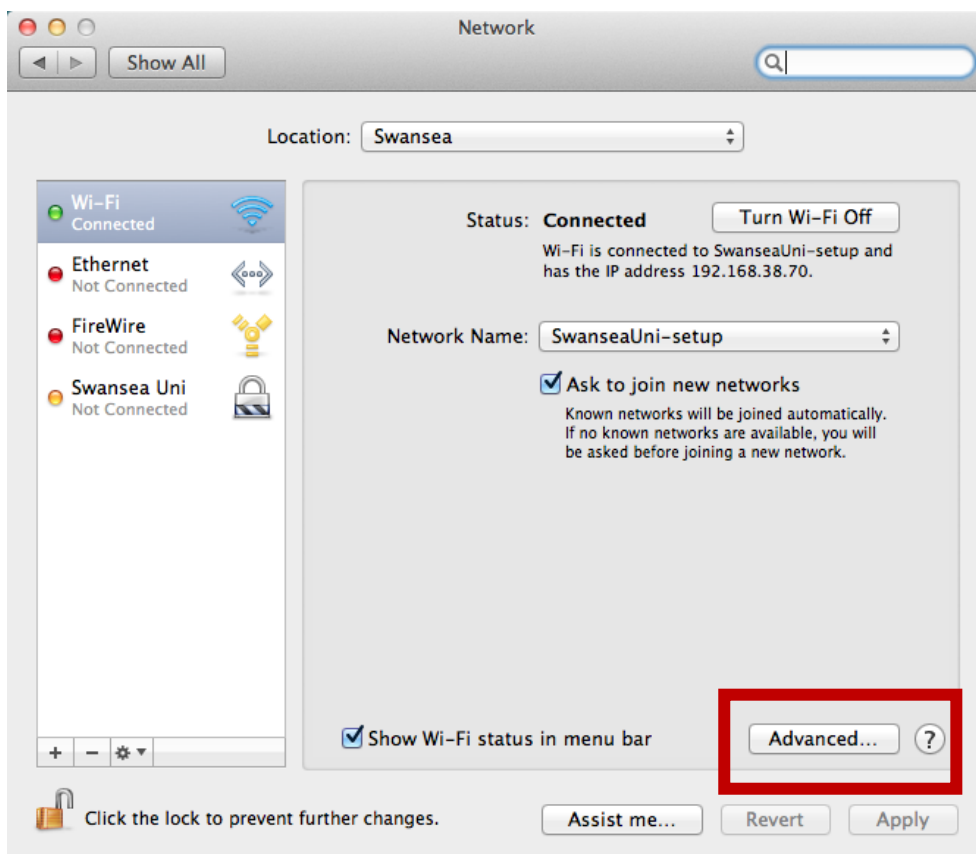 Network
Show All
Location: Swansea
Wi-Fi
Connected
Ethernet
Not Connected
FireWire
Not Connected
Swansea Uni
Not Connected
Status: Connected Turn Wi-Fi Off
Wi-Fi is connected to SwanseaUni-setup and
has the IP address 192.168.38.70.
Network Name: SwanseaUni-setup
Ask to join new networks
Known networks will be joined automatically.
If no known networks are available, you will
be asked before joining a new network.
+ −
Show Wi-Fi status in menu bar Advanced... ?
Click the lock to prevent further changes. Assist me... Revert Apply